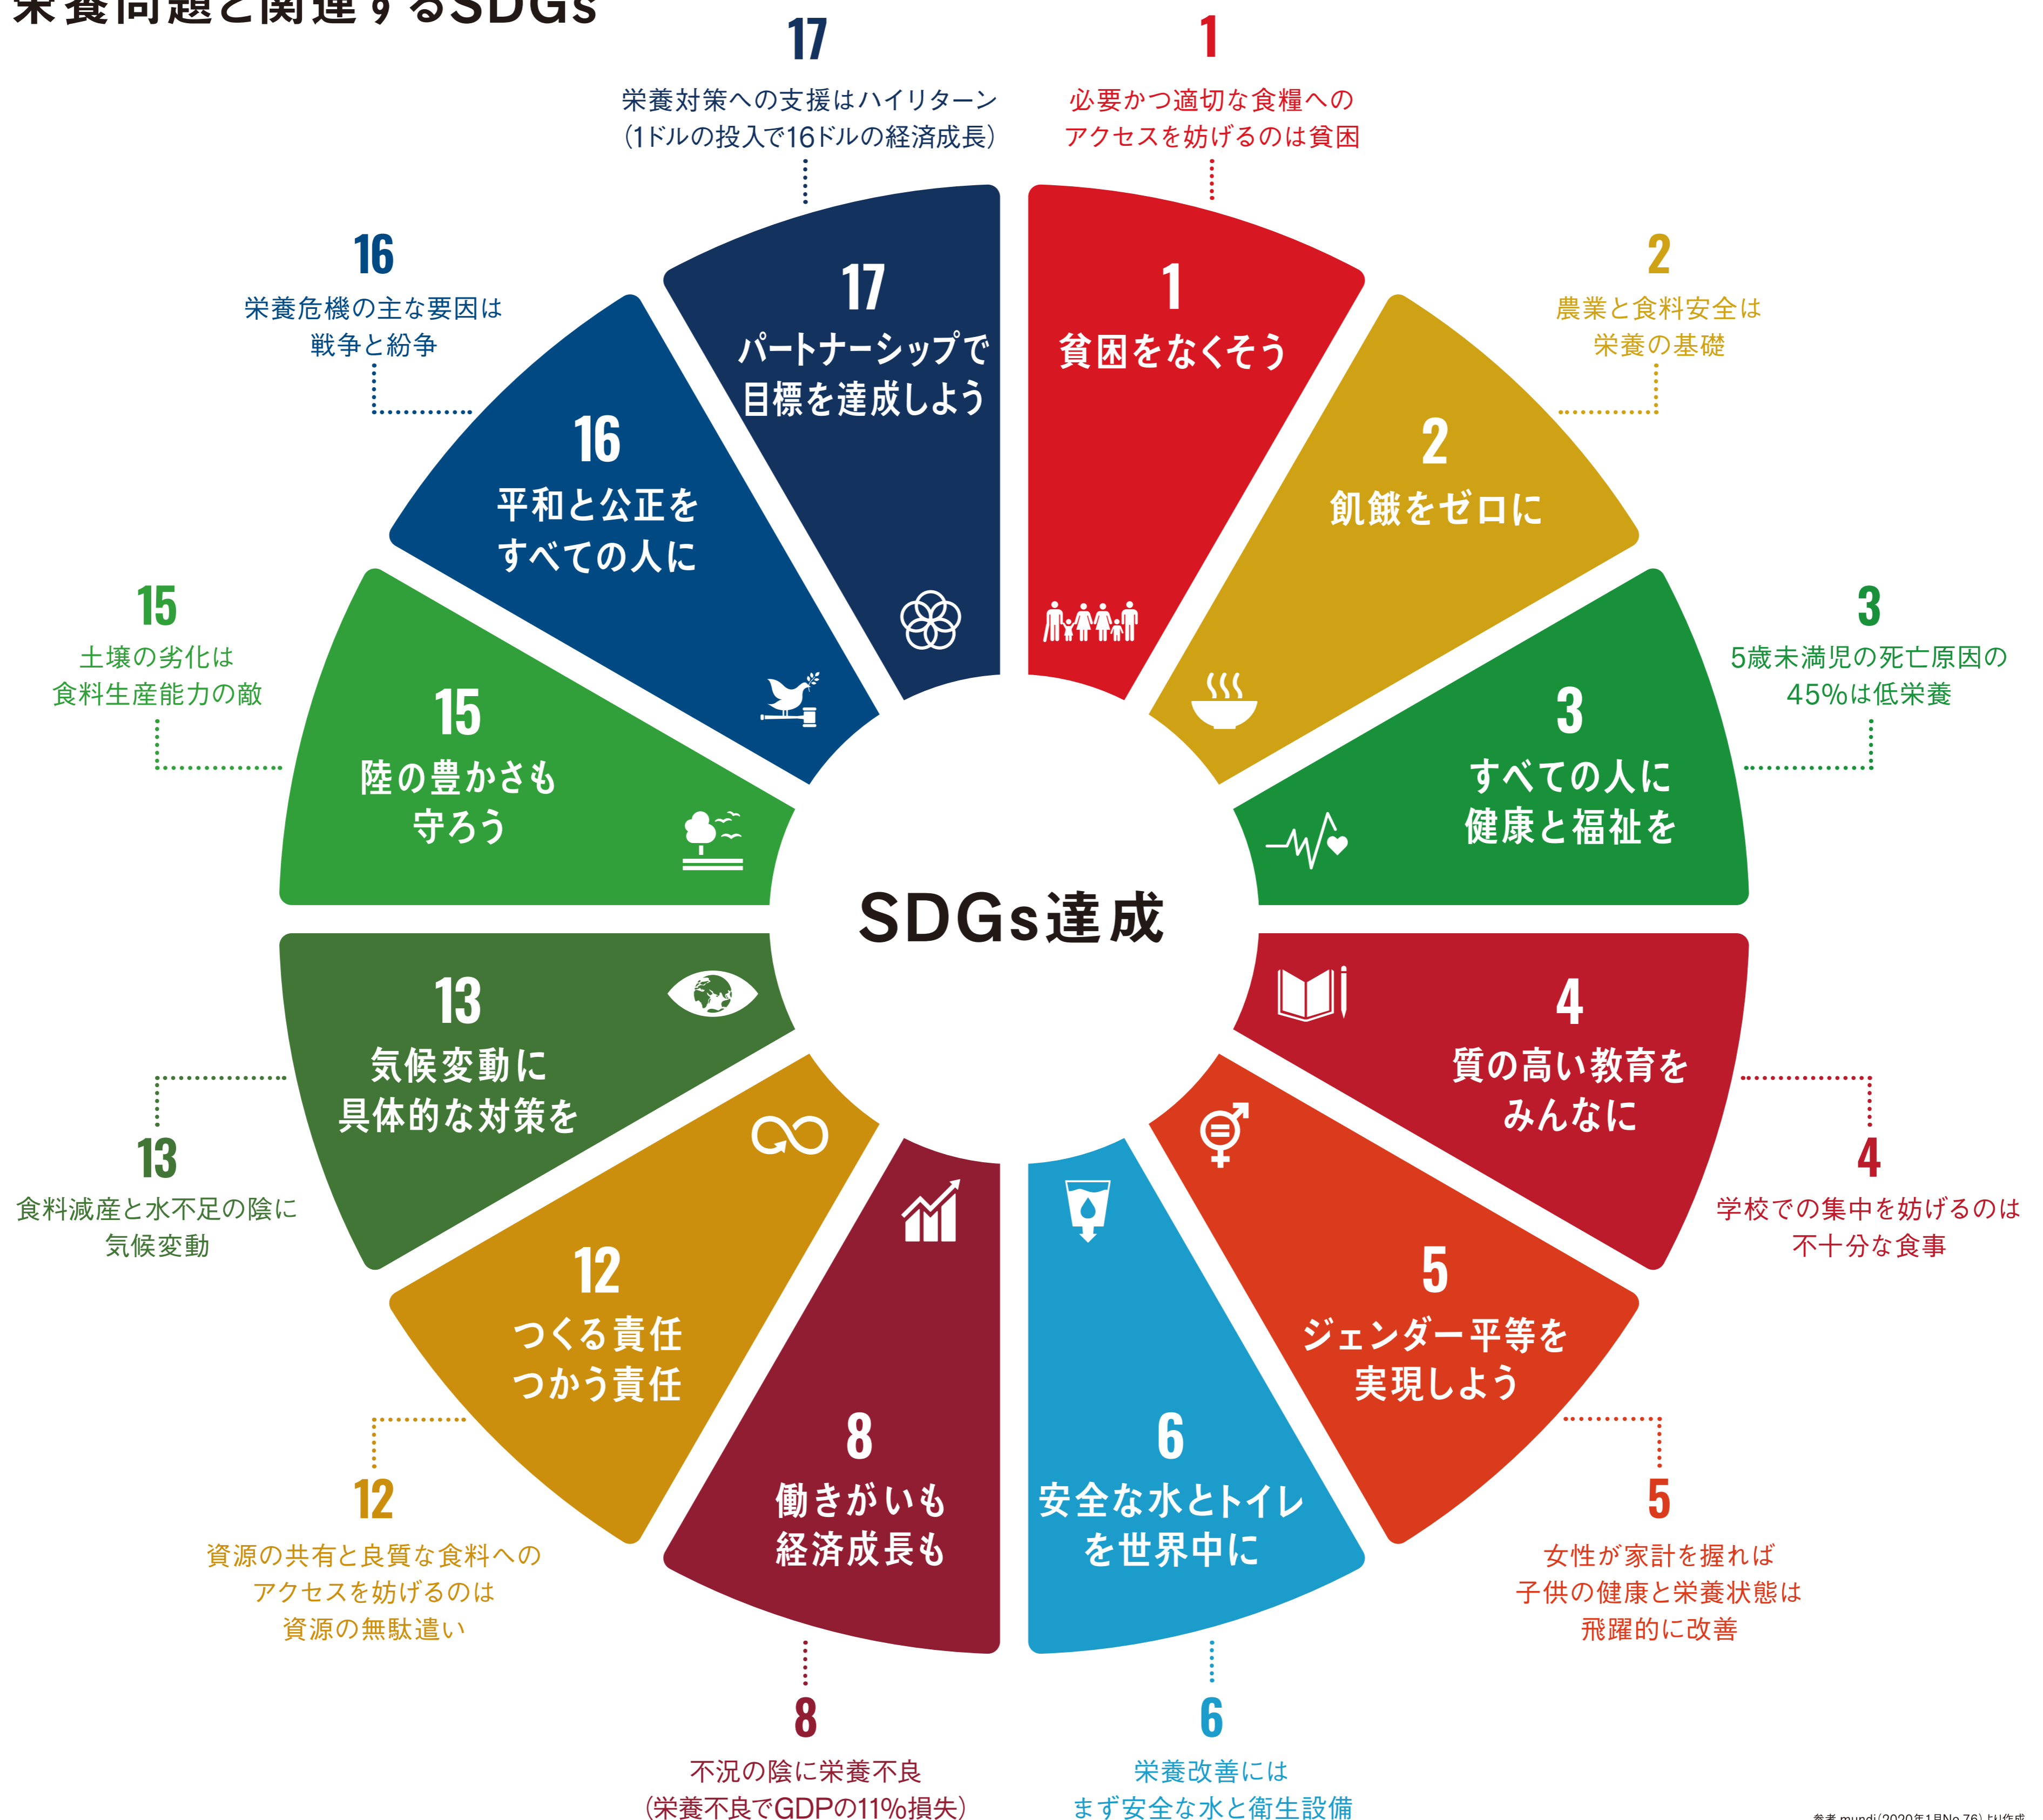 栄養問題と関連するSDGs
17
栄養対策への支援はハイリターン
（1ドルの投入で16ドルの経済成長）
1
必要かつ適切な食糧への
アクセスを妨げるのは貧困
16
栄養危機の主な要因は
戦争と紛争
2
農業と食料安全は
栄養の基礎
17
パートナーシップで
目標を達成しよう
1
貧困をなくそう
16
平和と公正を
すべての人に
2
飢餓をゼロに
15
土壌の劣化は
食料生産能力の敵
3
5歳未満児の死亡原因の
45%は低栄養
15
陸の豊かさも
守ろう
3
すべての人に
健康と福祉を
SDGs達成
13
気候変動に
具体的な対策を
4
質の高い教育を
みんなに
13
食料減産と水不足の陰に
気候変動
4
学校での集中を妨げるのは
不十分な食事
12
つくる責任
つかう責任
5
ジェンダー平等を
実現しよう
8
働きがいも
経済成長も
6
安全な水とトイレ
を世界中に
12
資源の共有と良質な食料への
アクセスを妨げるのは
資源の無駄遣い
5
女性が家計を握れば
子供の健康と栄養状態は
飛躍的に改善
8
不況の陰に栄養不良
（栄養不良でGDPの11%損失）
6
栄養改善には
まず安全な水と衛生設備
参考 mundi（2020年1月No.76）より作成